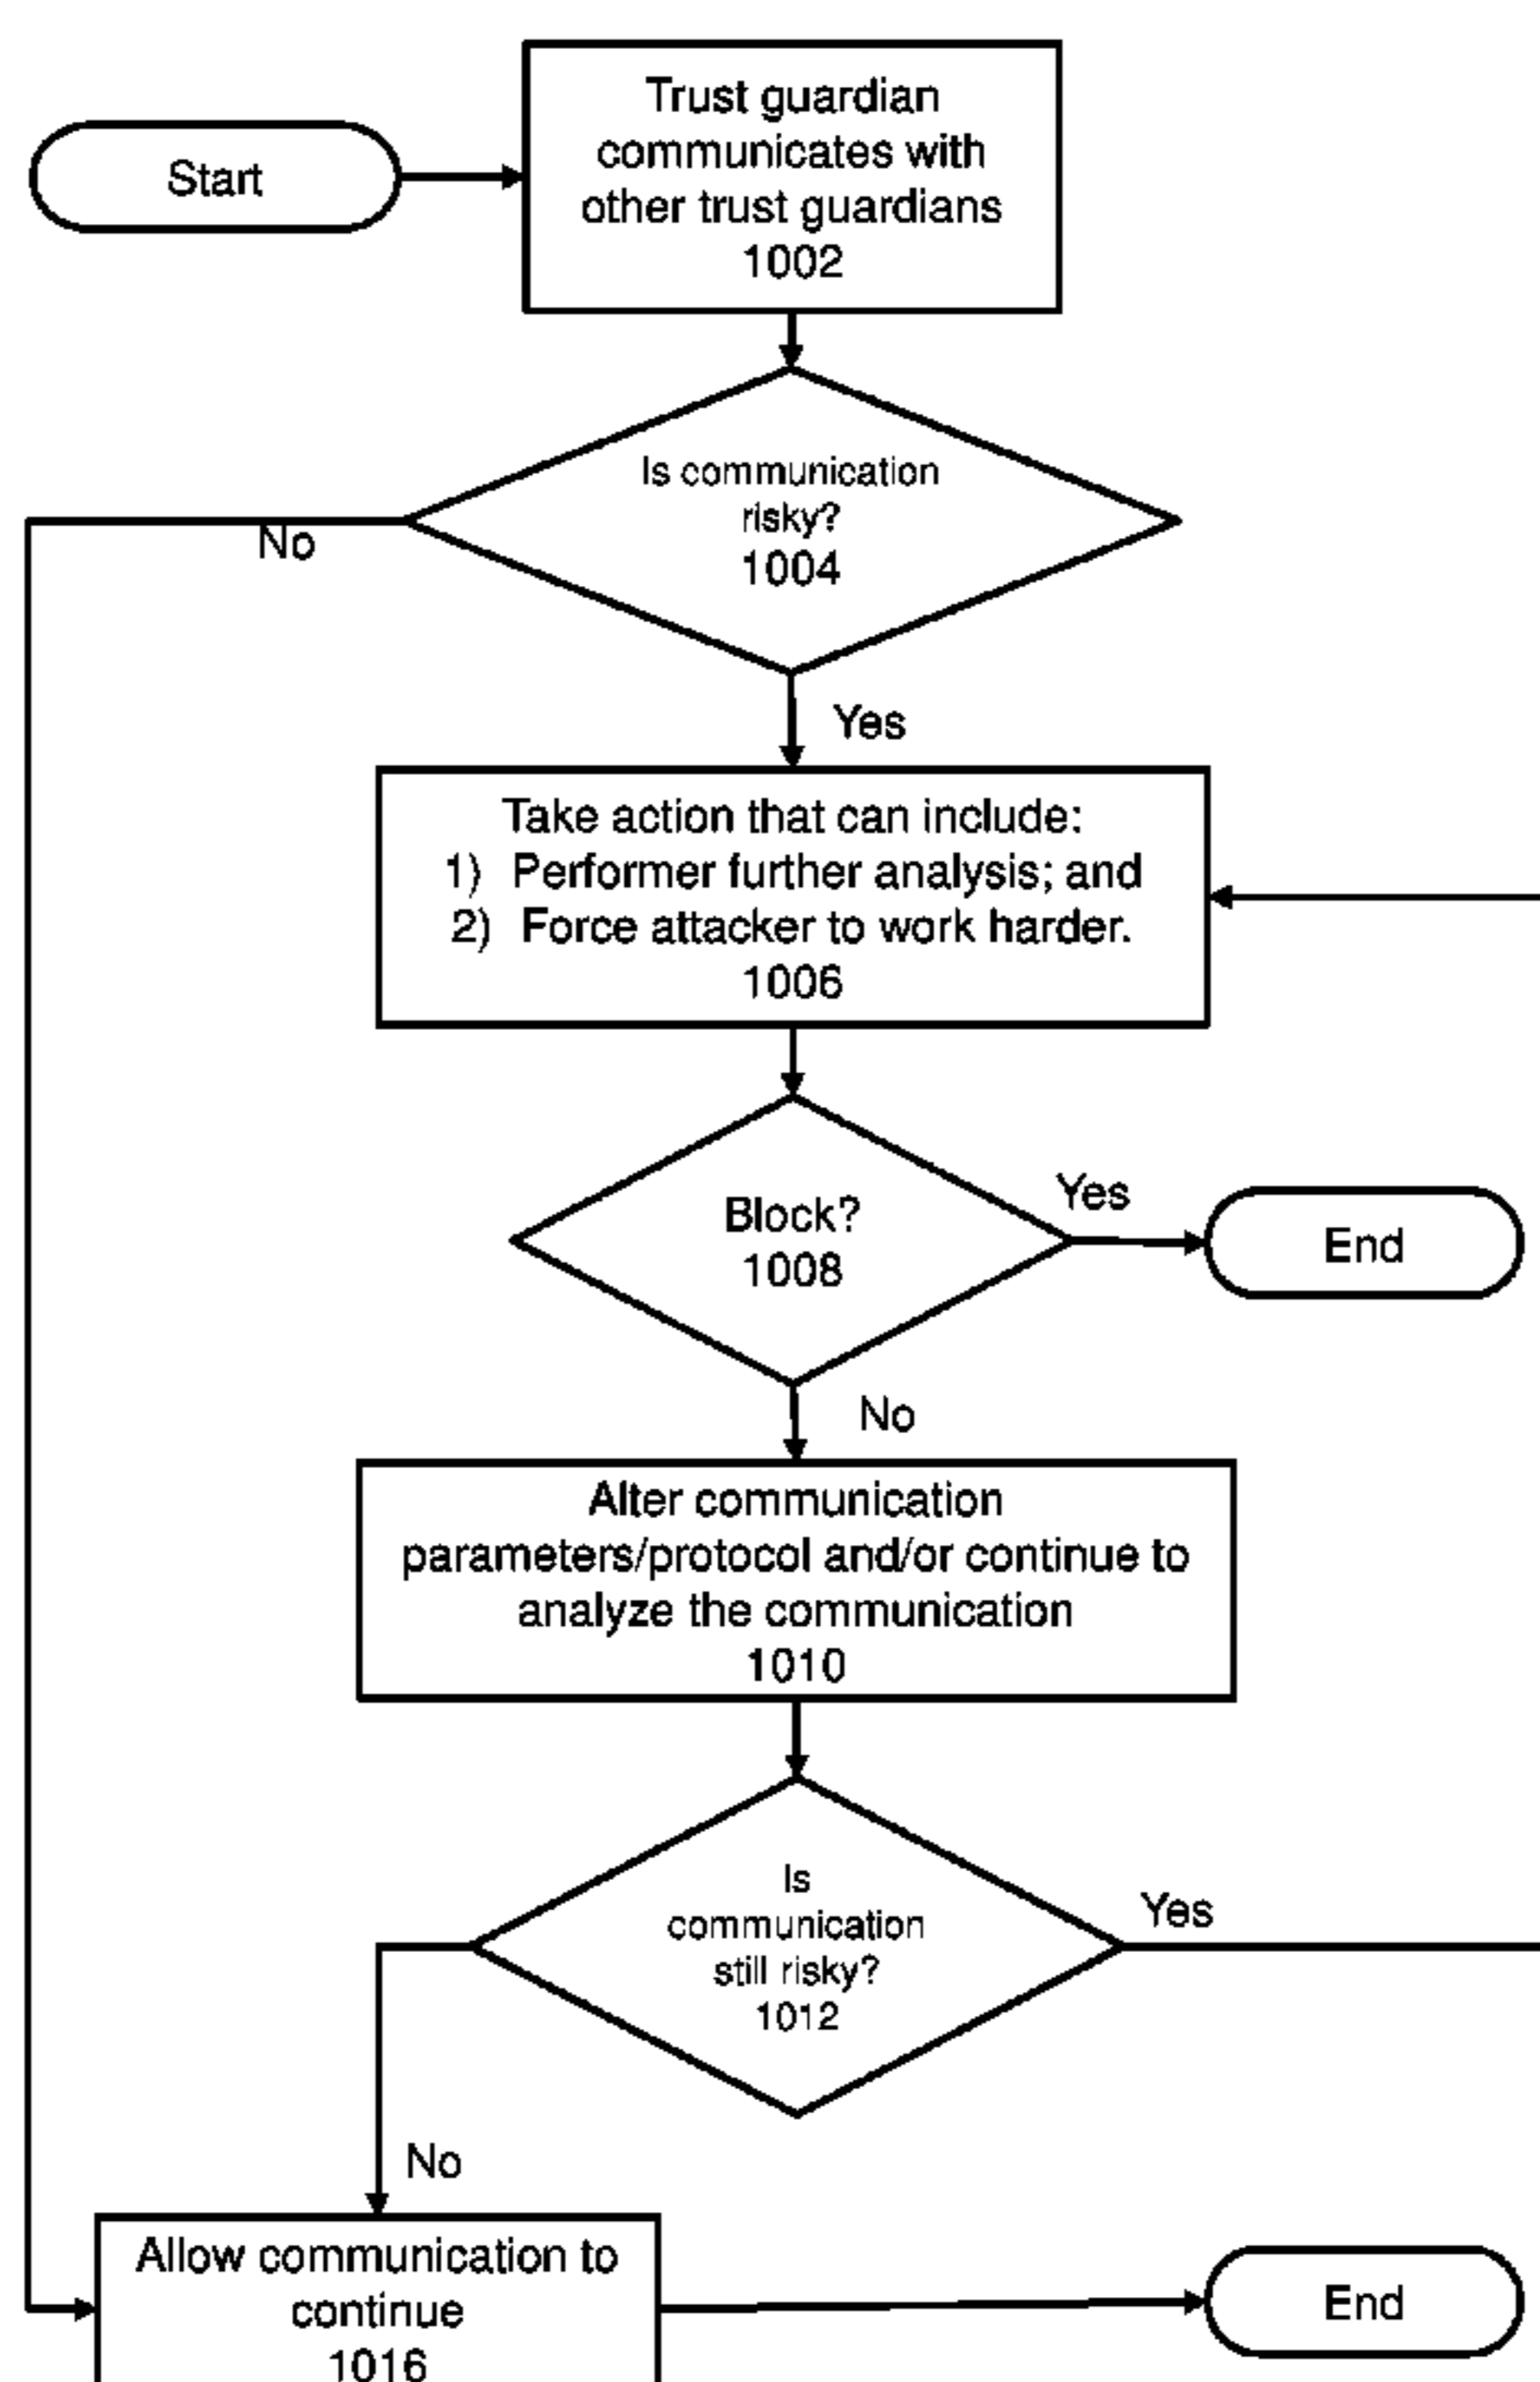 Start
Trust guardian
communicates with
other trust guardians
1002
Is communication
risky?
1004
No
Yes
Take action that can include:
1) Performer further analysis; and
2) Force attacker to work harder.
1006
Block?
1008
Yes
End
No
Alter communication
parameters/protocol and/or continue to
analyze the communication
1010
Is
communication
still risky?
1012
Yes
No
Allow communication to
continue
1016
End